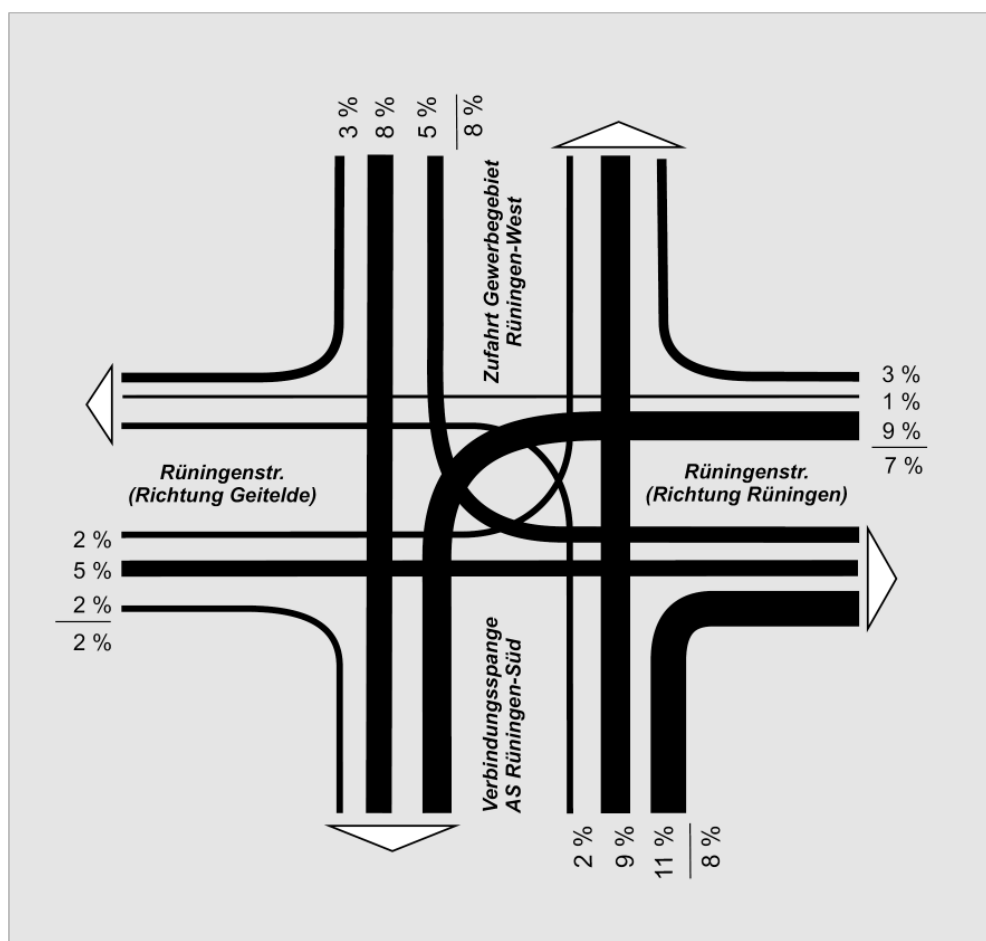 3 %
8 %
5 %
8 %
Zufahrt Gewerbegebiet
Rüningen-West
3 %
1 %
9 %
7 %
Rüningenstr.
(Richtung Geitelde)
Rüningenstr.
(Richtung Rüningen)
2 %
5 %
2 %
2 %
Verbindungsspange
AS Rüningen-Süd
2 %
9 %
11 %
8 %